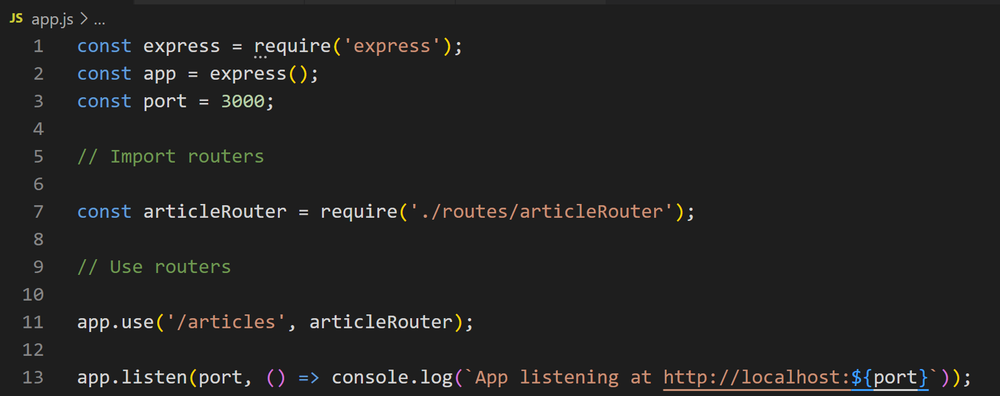 JS app.js > ...
1 const express = require('express');
2 const app = express();
3 const port = 3000;
4
5 // Import routers
6
7 const articleRouter = require('./routes/articleRouter');
8
9 // Use routers
10
11 app.use('/articles', articleRouter);
12
13 app.listen(port, () => console.log(`App listening at http://localhost:${port}`));